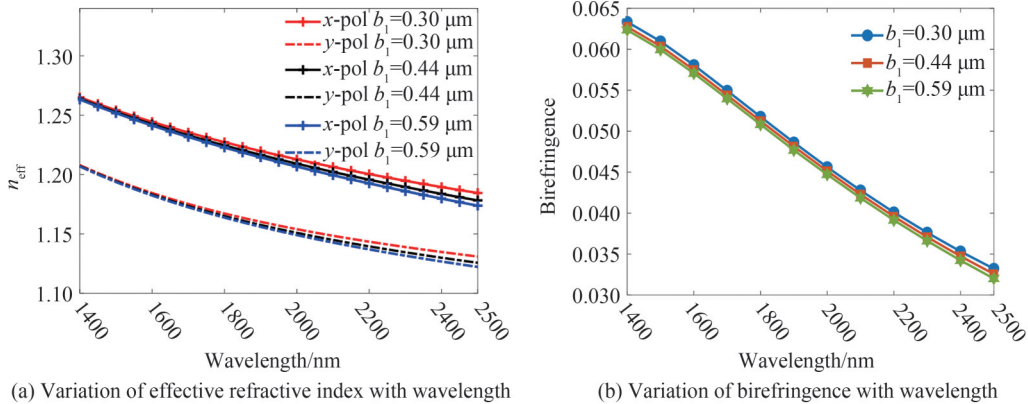 x-pol b₁=0.30 μm
y-pol b₁=0.30 μm
x-pol b₁=0.44 μm
y-pol b₁=0.44 μm
x-pol b₁=0.59 μm
y-pol b₁=0.59 μm
1.30
1.25
1.20
1.15
1.10
n_eff
1400
1600
1800
2000
2200
2400
2500
Wavelength/nm
(a) Variation of effective refractive index with wavelength
b₁=0.30 μm
b₁=0.44 μm
b₁=0.59 μm
0.065
0.060
0.055
0.050
0.045
0.040
0.035
0.030
Birefringence
1400
1600
1800
2000
2200
2400
2500
Wavelength/nm
(b) Variation of birefringence with wavelength